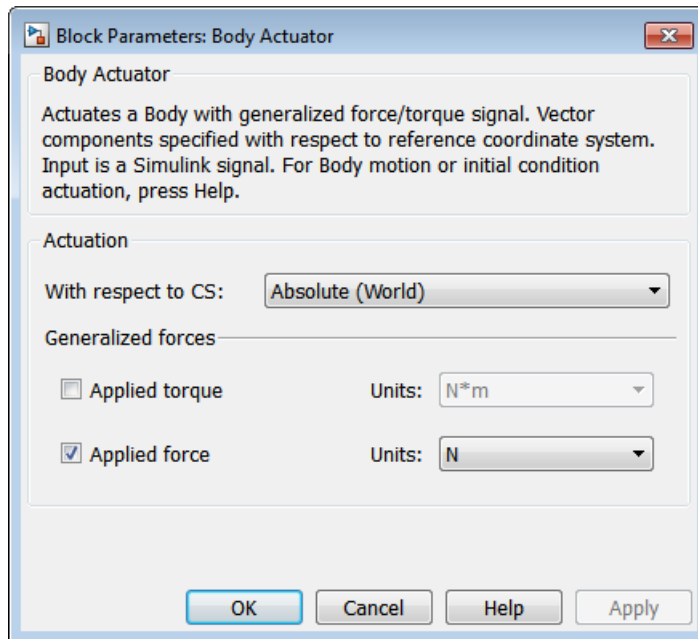 Block Parameters: Body Actuator
Body Actuator
Actuates a Body with generalized force/torque signal. Vector
components specified with respect to reference coordinate system.
Input is a Simulink signal. For Body motion or initial condition
actuation, press Help.
Actuation
With respect to CS: Absolute (World)
Generalized forces
Applied torque Units: N*m
Applied force Units: N
OK Cancel Help Apply